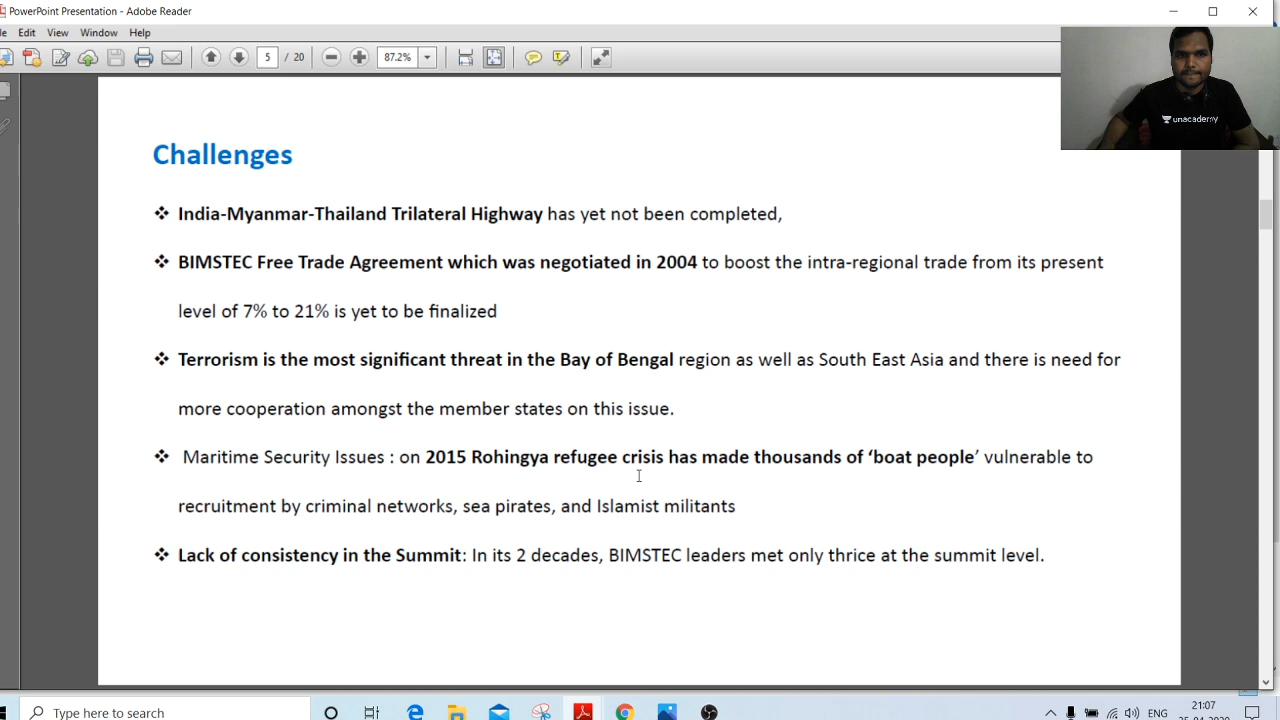 PowerPoint Presentation - Adobe Reader
Edit View Window Help
5 / 20 87.2%
unacademy
Challenges
❖ India-Myanmar-Thailand Trilateral Highway has yet not been completed,
❖ BIMSTEC Free Trade Agreement which was negotiated in 2004 to boost the intra-regional trade from its present
level of 7% to 21% is yet to be finalized
❖ Terrorism is the most significant threat in the Bay of Bengal region as well as South East Asia and there is need for
more cooperation amongst the member states on this issue.
❖ Maritime Security Issues : on 2015 Rohingya refugee crisis has made thousands of ‘boat people’ vulnerable to
recruitment by criminal networks, sea pirates, and Islamist militants
❖ Lack of consistency in the Summit: In its 2 decades, BIMSTEC leaders met only thrice at the summit level.
Type here to search
ENG
21:07